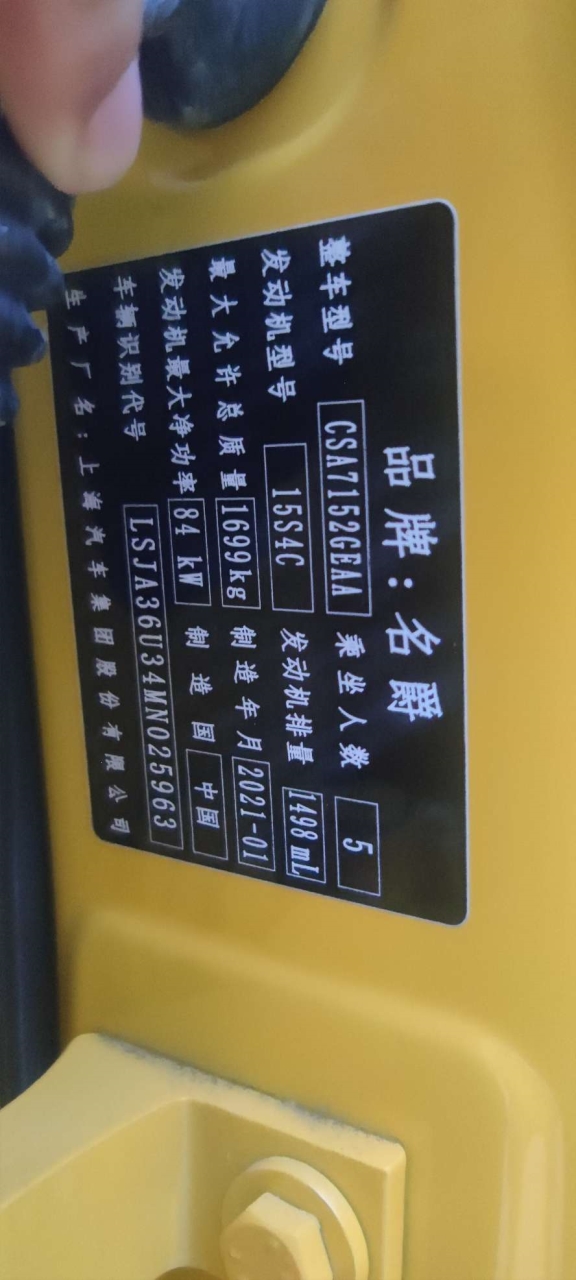 品牌:名爵
整车型号 CSA7152GEAA 乘坐人数 5
发动机型号 15S4C 发动机排量 1498 mL
最大允许总质量 1699kg 制造年月 2021-01
发动机最大净功率 84 kW 制造国 中国
车辆识别代号 LSJA36U34MN025963
生产厂名:上海汽车集团股份有限公司